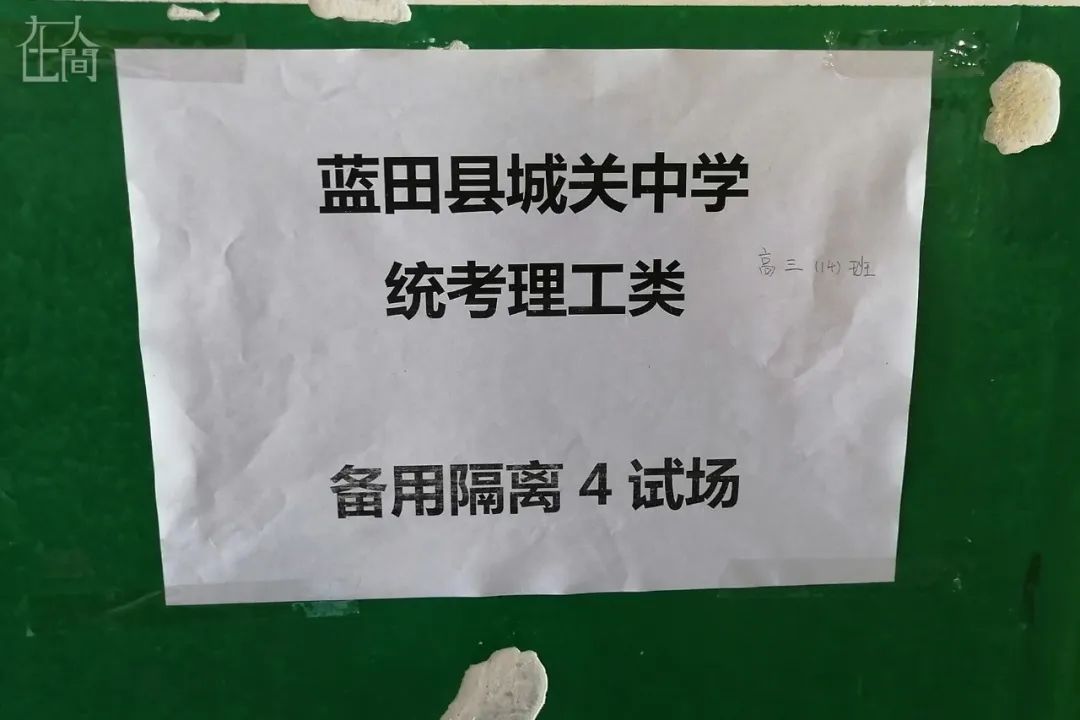 在人間
蓝田县城关中学
统考理工类
高三(14)班
备用隔离4试场